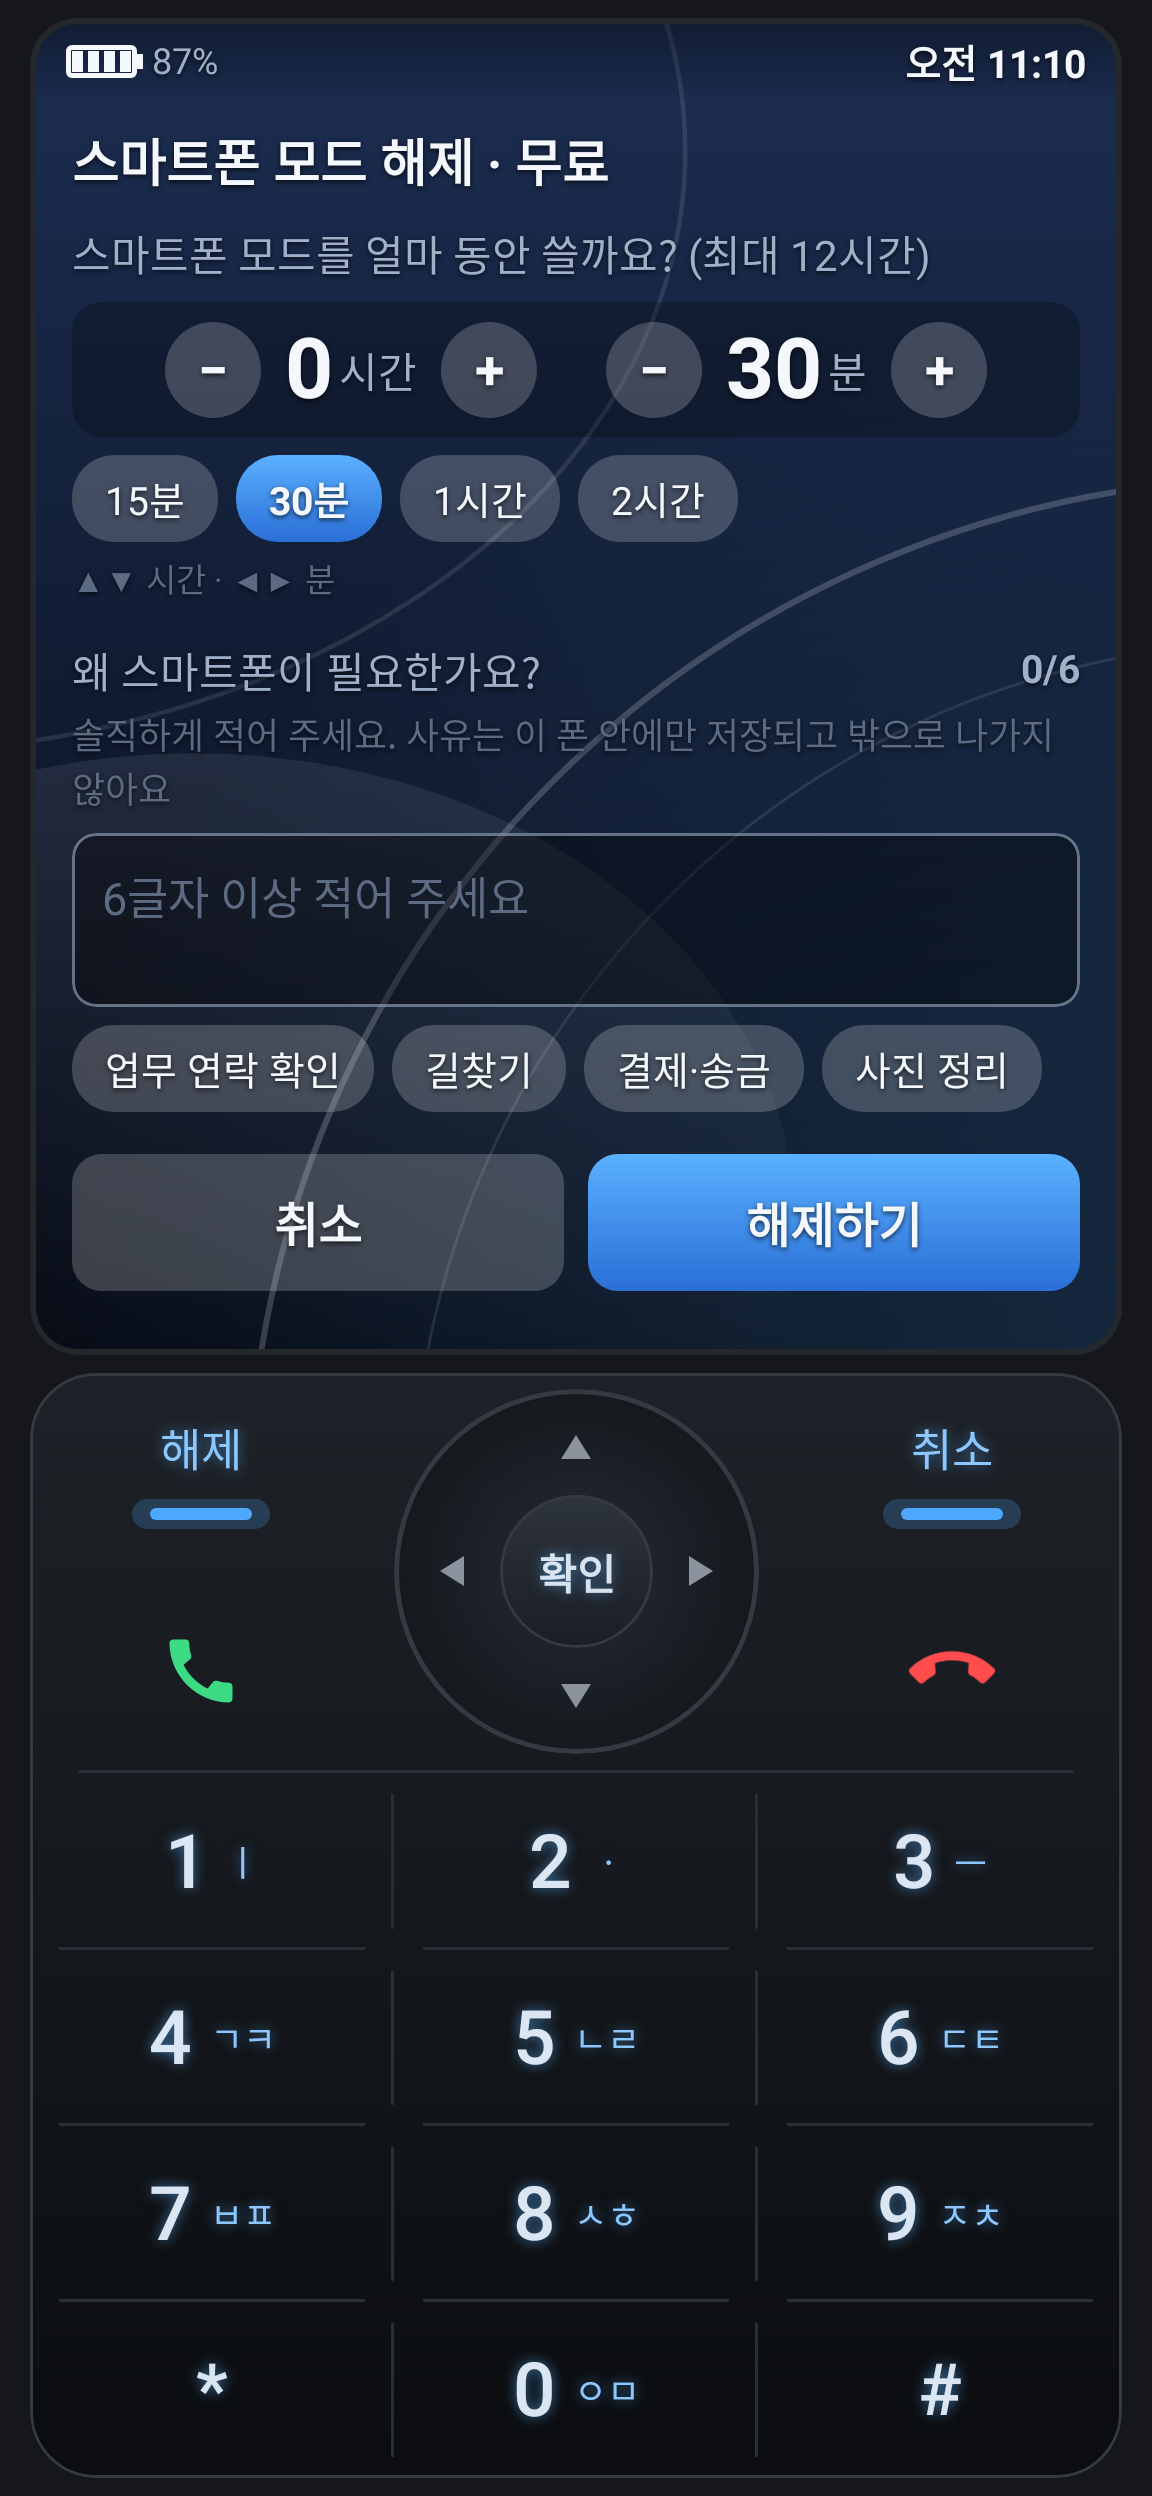 87%
오전 11:10
스마트폰 모드 해제 · 무료
스마트폰 모드를 얼마 동안 쓸까요? (최대 12시간)
− 0 시간 + − 30 분 +
15분 30분 1시간 2시간
▲▼ 시간 · ◀ ▶ 분
왜 스마트폰이 필요한가요? 0/6
솔직하게 적어 주세요. 사유는 이 폰 안에만 저장되고 밖으로 나가지
않아요
6글자 이상 적어 주세요
업무 연락 확인 길찾기 결제·송금 사진 정리
취소 해제하기
해제 취소
확인
1 ㅣ 2 · 3 ㅡ
4 ㄱㅋ 5 ㄴㄹ 6 ㄷㅌ
7 ㅂㅍ 8 ㅅㅎ 9 ㅈㅊ
* 0 ㅇㅁ #